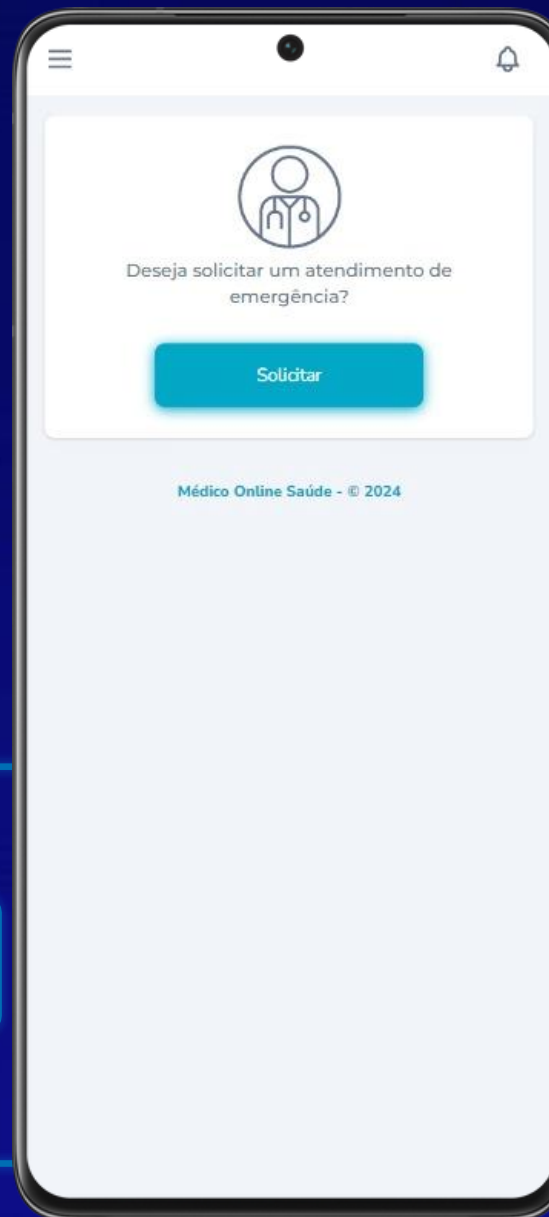 Deseja solicitar um atendimento de
emergência?
Solicitar
Médico Online Saúde - © 2024